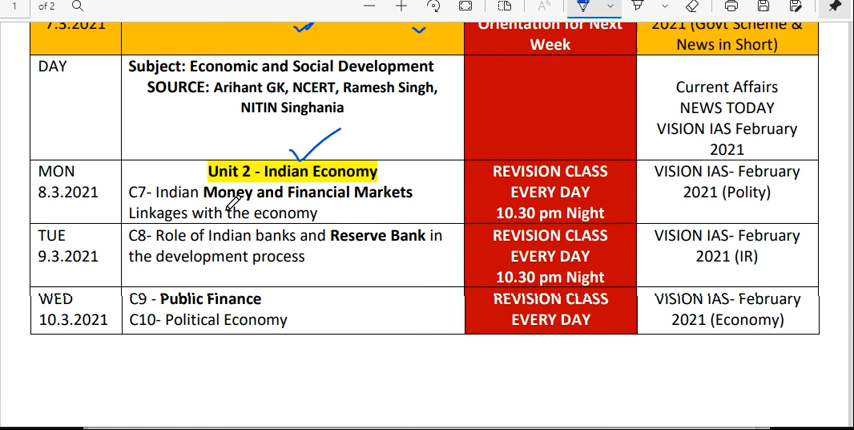 1 of 2
7.3.2021
Orientation for Next
Week
2021 (Govt Scheme &
News in Short)
DAY
Subject: Economic and Social Development
SOURCE: Arihant GK, NCERT, Ramesh Singh,
NITIN Singhania
Current Affairs
NEWS TODAY
VISION IAS February
2021
MON
8.3.2021
Unit 2 - Indian Economy
C7- Indian Money and Financial Markets
Linkages with the economy
REVISION CLASS
EVERY DAY
10.30 pm Night
VISION IAS- February
2021 (Polity)
TUE
9.3.2021
C8- Role of Indian banks and Reserve Bank in
the development process
REVISION CLASS
EVERY DAY
10.30 pm Night
VISION IAS- February
2021 (IR)
WED
10.3.2021
C9 - Public Finance
C10- Political Economy
REVISION CLASS
EVERY DAY
VISION IAS- February
2021 (Economy)